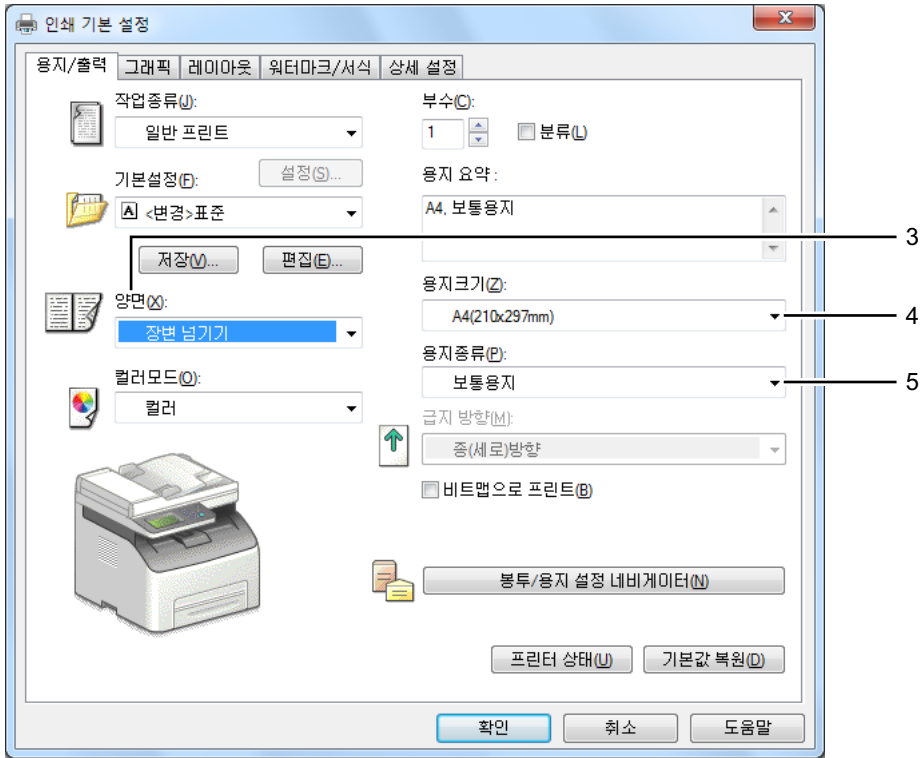 인쇄 기본 설정
용지/출력 그래픽 레이아웃 워터마크/서식 상세 설정
작업종류(J):
일반 프린트
기본설정(F):
설정(S)...
A <변경>표준
저장(V)... 편집(E)...
양면(X):
장변 넘기기
컬러모드(O):
컬러
부수(C):
1 분류(L)
용지 요약 :
A4, 보통용지
3
용지크기(Z):
A4(210x297mm) 4
용지종류(P):
보통용지 5
급지 방향(M):
종(세로)방향
비트맵으로 프린트(B)
봉투/용지 설정 네비게이터(N)
프린터 상태(U) 기본값 복원(D)
확인 취소 도움말